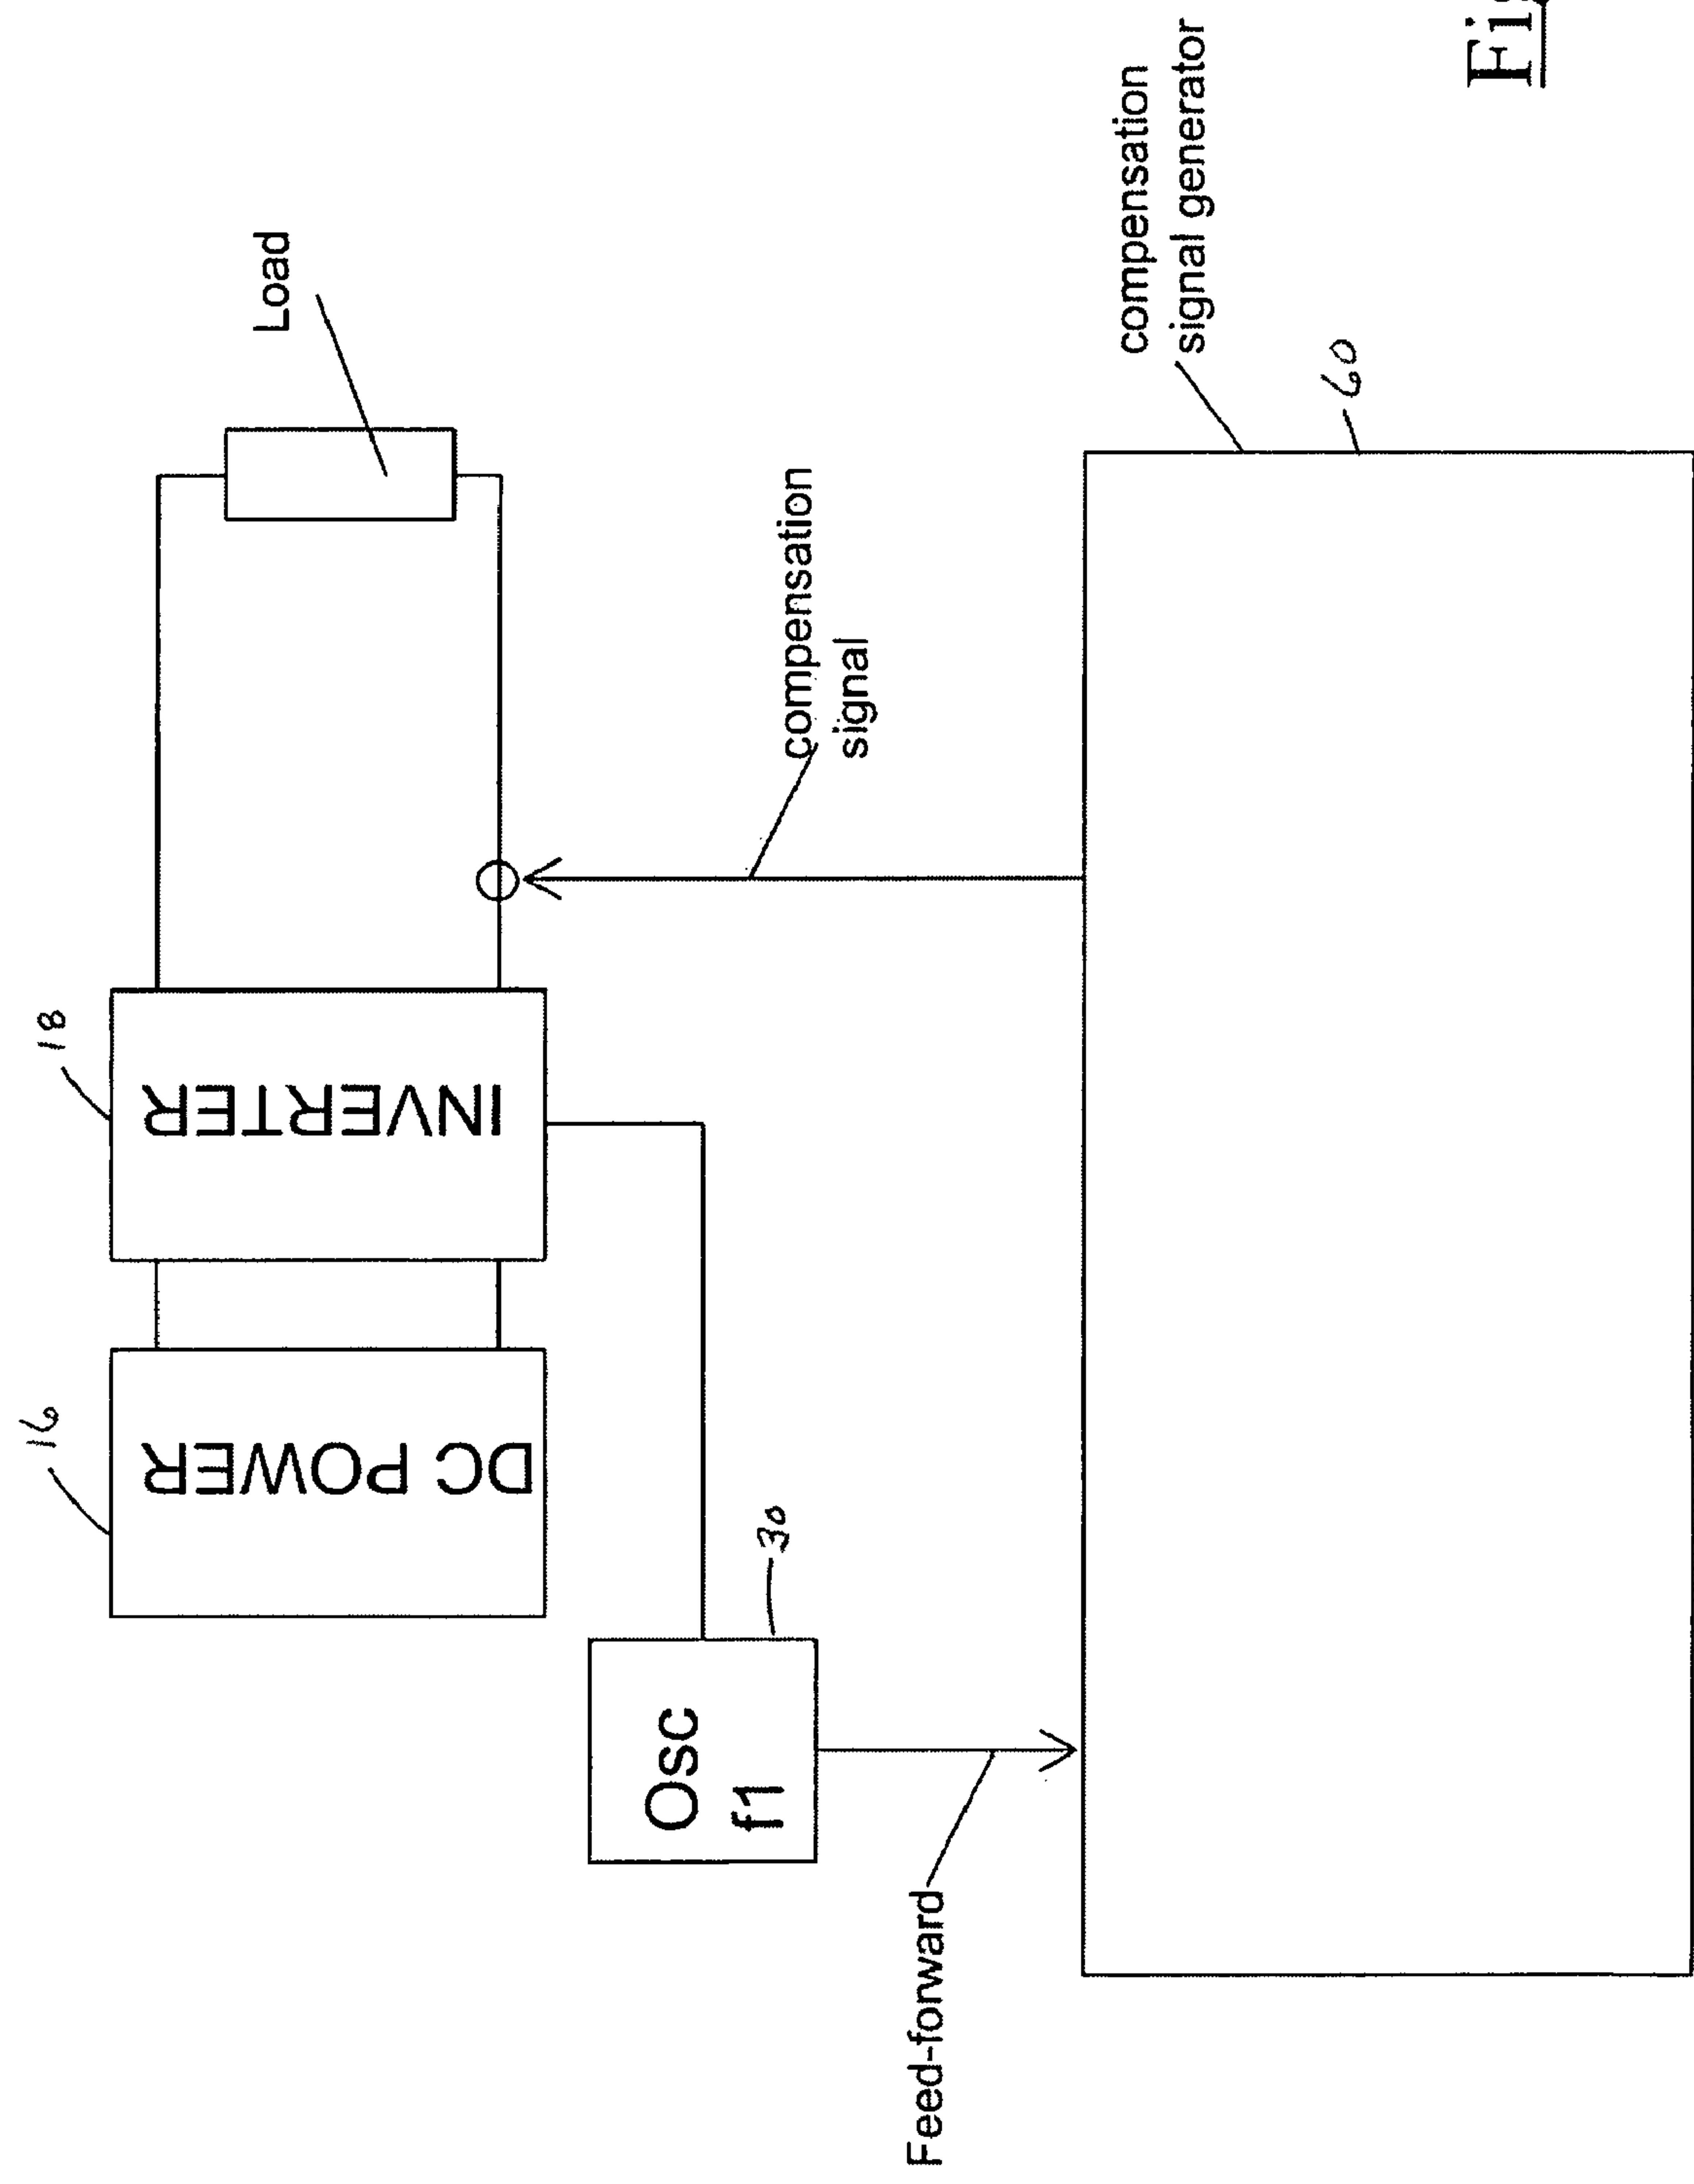 16
DC POWER
18
INVERTER
Load
Osc
f1
30
compensation
signal
Feed-forward
compensation
signal generator
60